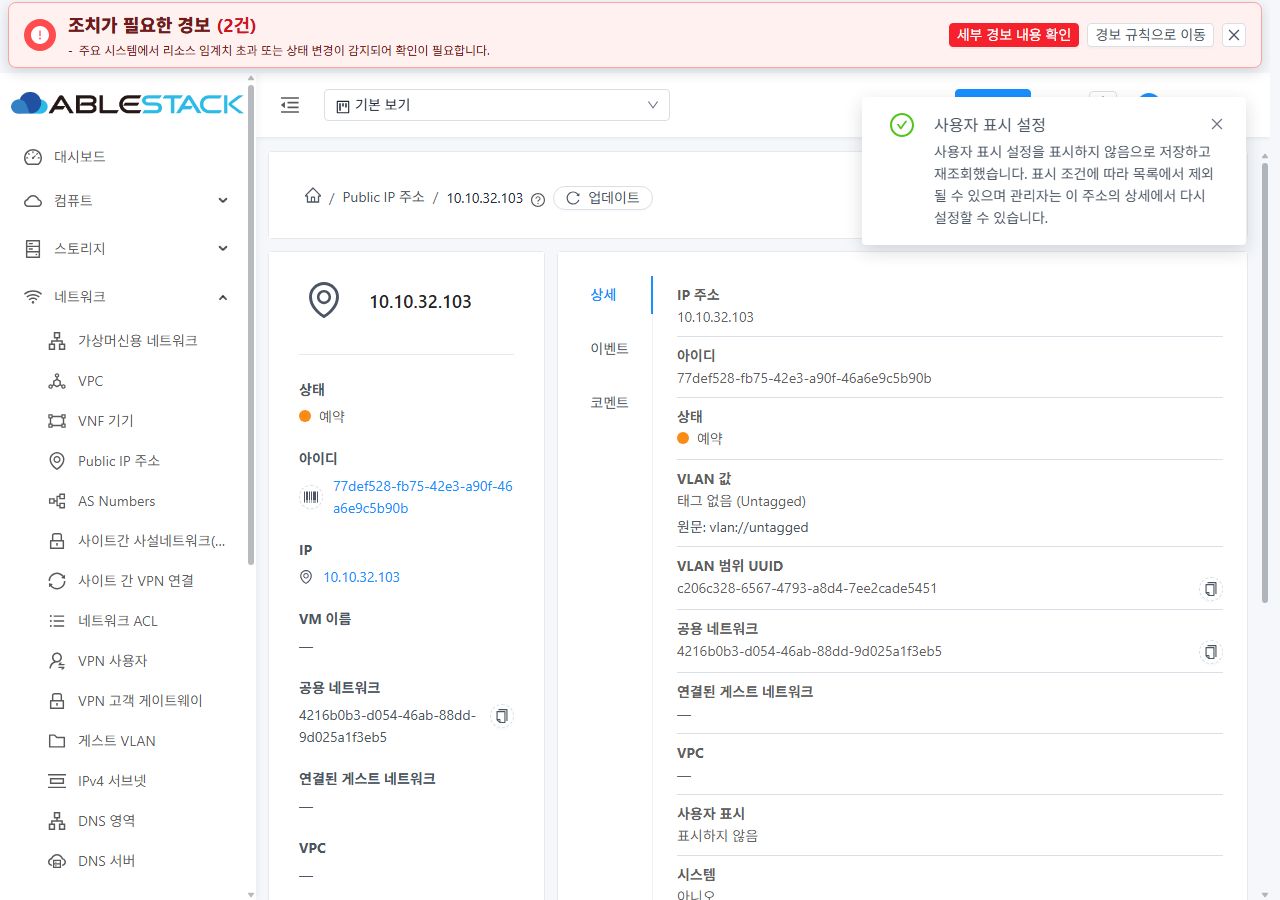 조치가 필요한 경보 (2건)
- 주요 시스템에서 리소스 임계치 초과 또는 상태 변경이 감지되어 확인이 필요합니다.
세부 경보 내용 확인
경보 규칙으로 이동
ABLESTACK
기본 보기
대시보드
컴퓨트
스토리지
네트워크
가상머신용 네트워크
VPC
VNF 기기
Public IP 주소
AS Numbers
사이트간 사설네트워크(...
사이트 간 VPN 연결
네트워크 ACL
VPN 사용자
VPN 고객 게이트웨이
게스트 VLAN
IPv4 서브넷
DNS 영역
DNS 서버
사용자 표시 설정
사용자 표시 설정을 표시하지 않음으로 저장하고
재조회했습니다. 표시 조건에 따라 목록에서 제외
될 수 있으며 관리자는 이 주소의 상세에서 다시
설정할 수 있습니다.
/ Public IP 주소 / 10.10.32.103
업데이트
10.10.32.103
상태
예약
아이디
77def528-fb75-42e3-a90f-46
a6e9c5b90b
IP
10.10.32.103
VM 이름
—
공용 네트워크
4216b0b3-d054-46ab-88dd-
9d025a1f3eb5
연결된 게스트 네트워크
—
VPC
—
상세
이벤트
코멘트
IP 주소
10.10.32.103
아이디
77def528-fb75-42e3-a90f-46a6e9c5b90b
상태
예약
VLAN 값
태그 없음 (Untagged)
원문: vlan://untagged
VLAN 범위 UUID
c206c328-6567-4793-a8d4-7ee2cade5451
공용 네트워크
4216b0b3-d054-46ab-88dd-9d025a1f3eb5
연결된 게스트 네트워크
—
VPC
—
사용자 표시
표시하지 않음
시스템
아니오